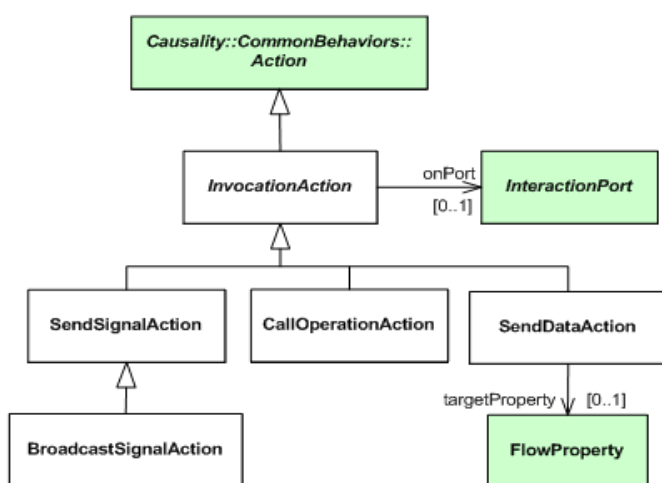 Causality::CommonBehaviors::
Action
InvocationAction
onPort
[0..1]
InteractionPort
SendSignalAction
CallOperationAction
SendDataAction
targetProperty
[0..1]
BroadcastSignalAction
FlowProperty